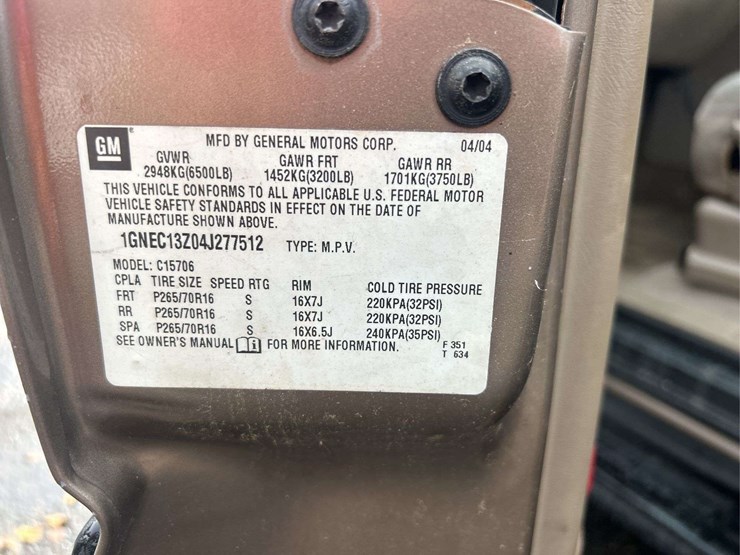 GM MFD BY GENERAL MOTORS CORP. 04/04
GVWR GAWR FRT GAWR RR
2948KG(6500LB) 1452KG(3200LB) 1701KG(3750LB)
THIS VEHICLE CONFORMS TO ALL APPLICABLE U.S. FEDERAL MOTOR
VEHICLE SAFETY STANDARDS IN EFFECT ON THE DATE OF
MANUFACTURE SHOWN ABOVE.
1GNEC13Z04J277512 TYPE: M.P.V.
MODEL: C15706
CPLA TIRE SIZE SPEED RTG RIM COLD TIRE PRESSURE
FRT P265/70R16 S 16X7J 220KPA(32PSI)
RR P265/70R16 S 16X7J 220KPA(32PSI)
SPA P265/70R16 S 16X6.5J 240KPA(35PSI)
SEE OWNER'S MANUAL i FOR MORE INFORMATION. F 351
T 634